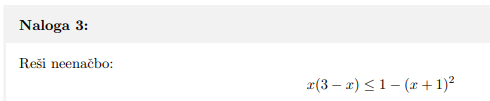 Naloga 3:
Reši neenačbo:
x(3 − x) ≤ 1 − (x + 1)²